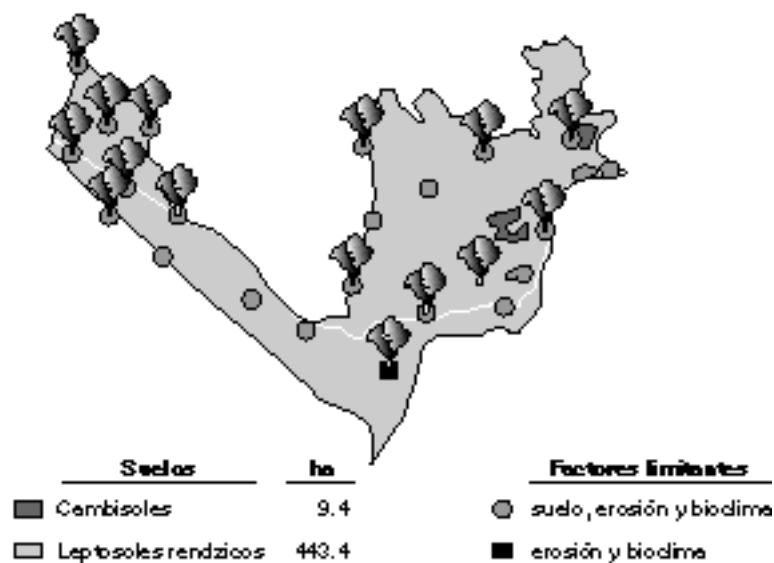 Suelos ha Factores limitantes
Cambisoles 9.4 suelo, erosión y bioclima
Leptosoles rendzicos 443.4 erosión y bioclima